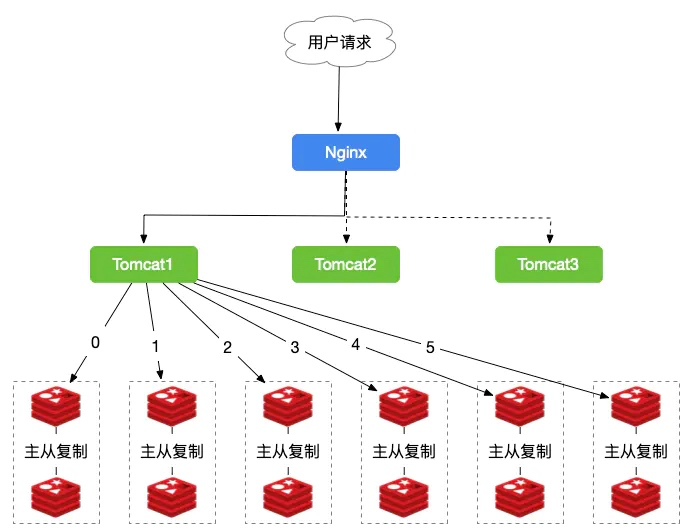 用户请求
Nginx
Tomcat1
Tomcat2
Tomcat3
0
1
2
3
4
5
主从复制
主从复制
主从复制
主从复制
主从复制
主从复制